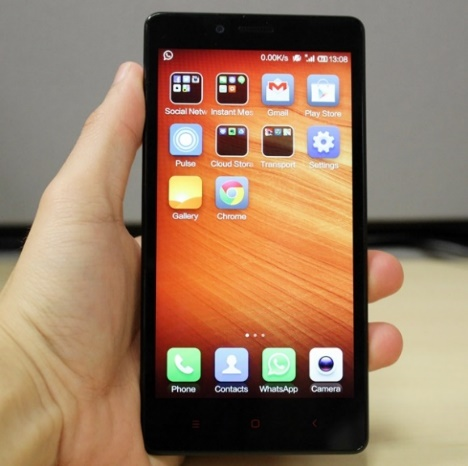 0.00K/s 13:08
Social Netw Instant Mes Gmail Play Store
Pulse Cloud Stora Transport Settings
Gallery Chrome
Phone Contacts WhatsApp Camera